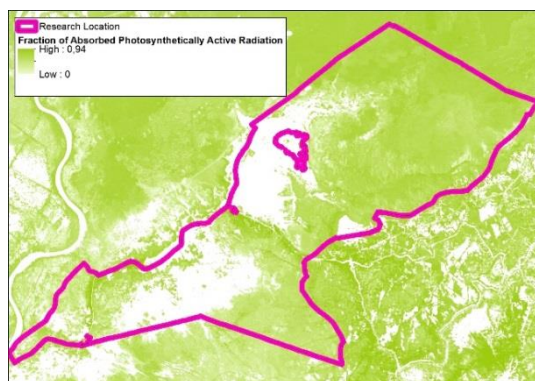 Research Location
Fraction of Absorbed Photosynthetically Active Radiation
High : 0,94
Low : 0